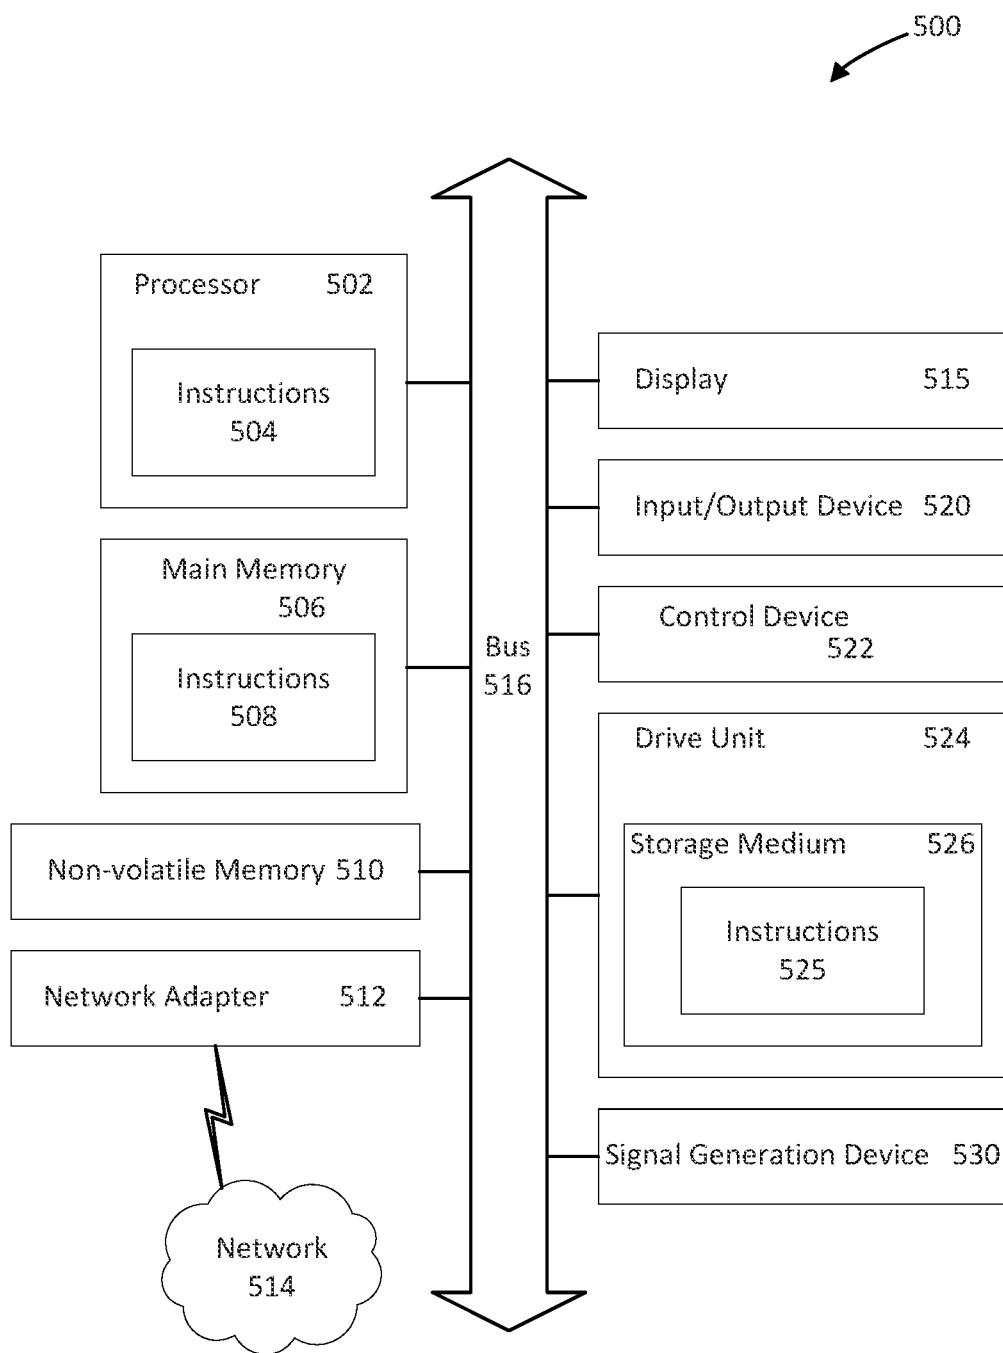 500
Processor 502
Instructions
504
Main Memory
506
Instructions
508
Non-volatile Memory 510
Network Adapter 512
Network
514
Bus
516
Display 515
Input/Output Device 520
Control Device
522
Drive Unit 524
Storage Medium 526
Instructions
525
Signal Generation Device 530